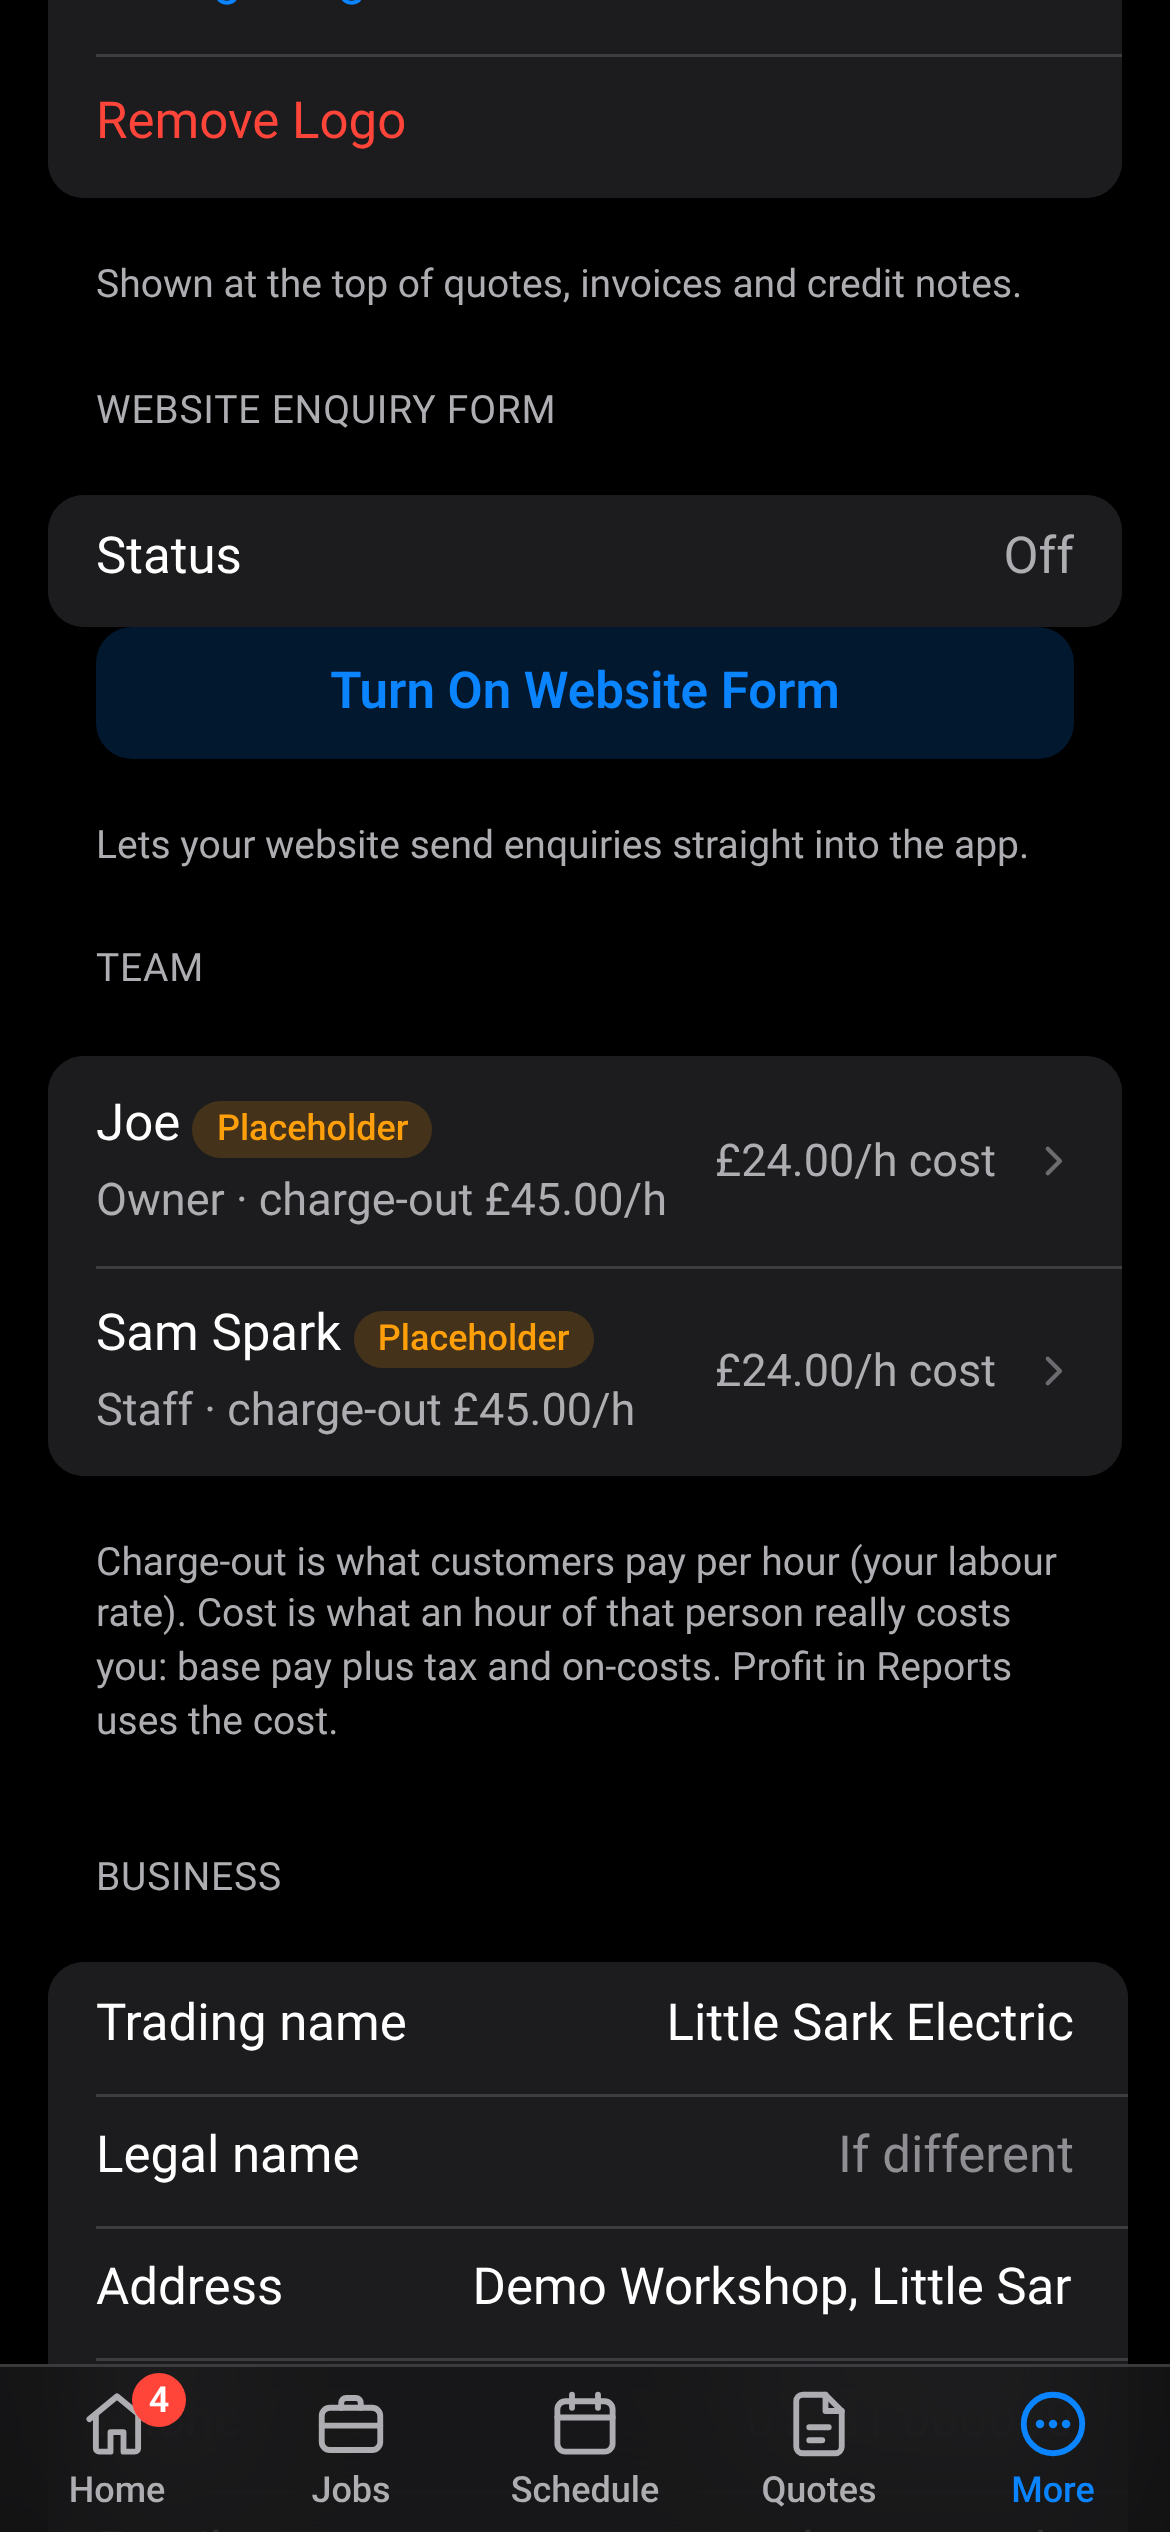 Remove Logo
Shown at the top of quotes, invoices and credit notes.
WEBSITE ENQUIRY FORM
Status Off
Turn On Website Form
Lets your website send enquiries straight into the app.
TEAM
Joe Placeholder
£24.00/h cost
Owner · charge-out £45.00/h
Sam Spark Placeholder
£24.00/h cost
Staff · charge-out £45.00/h
Charge-out is what customers pay per hour (your labour
rate). Cost is what an hour of that person really costs
you: base pay plus tax and on-costs. Profit in Reports
uses the cost.
BUSINESS
Trading name Little Sark Electric
Legal name If different
Address Demo Workshop, Little Sar
4
Home Jobs Schedule Quotes More